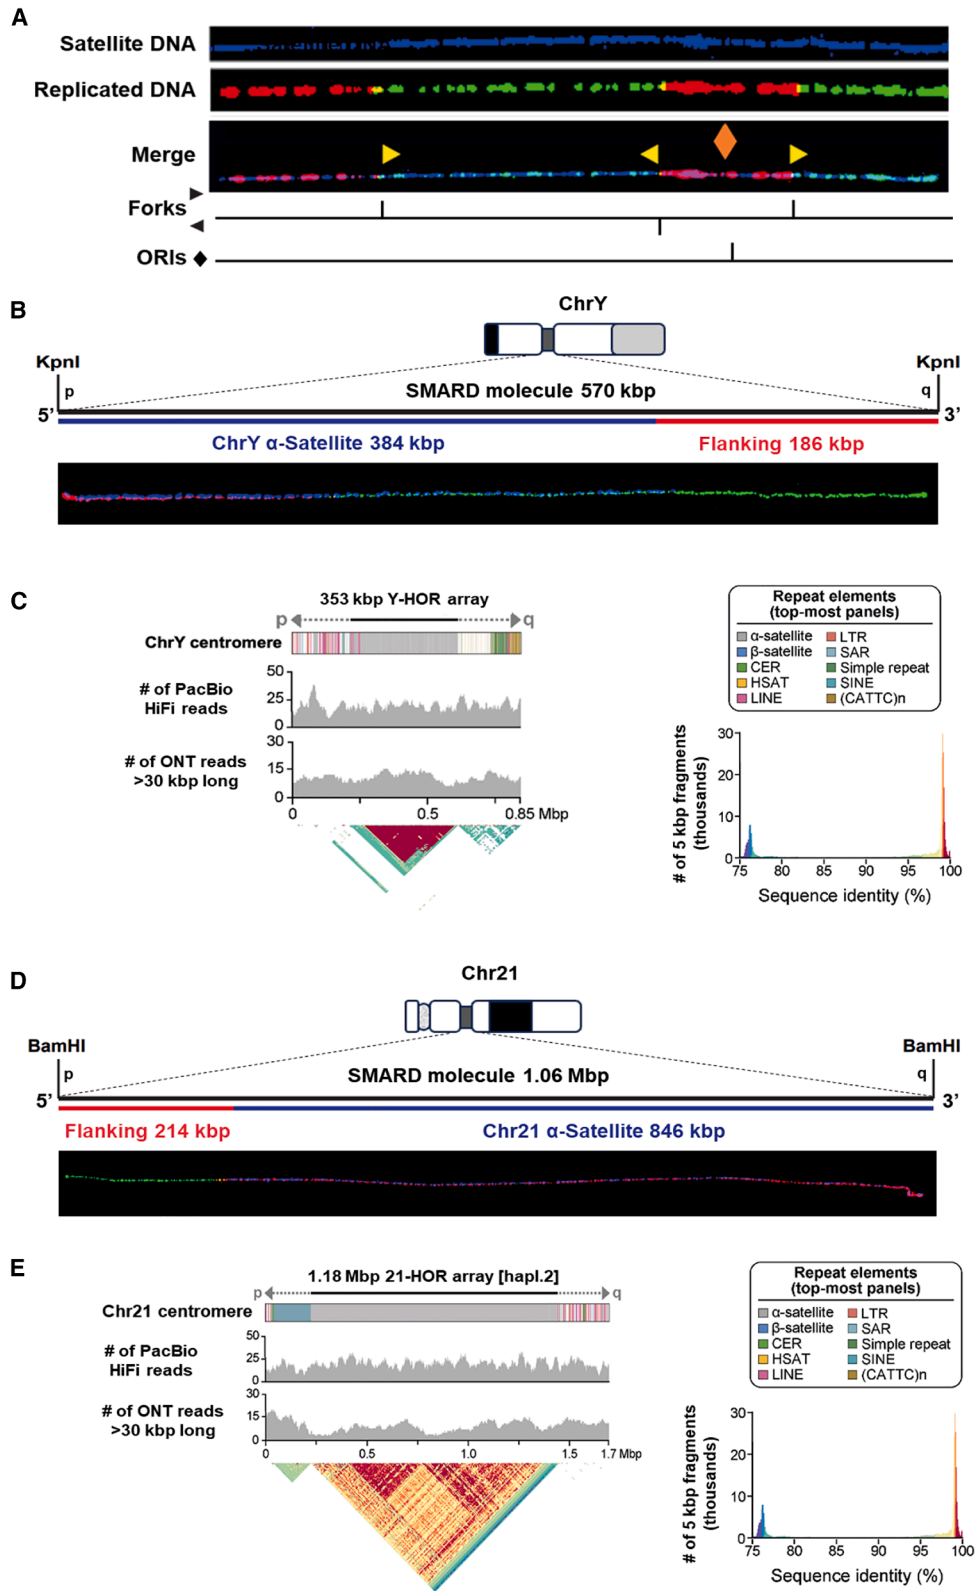 A
Satellite DNA
Replicated DNA
Merge
Forks
ORIs
B
ChrY
KpnI
KpnI
p
SMARD molecule 570 kbp
q
5’
3’
ChrY α-Satellite 384 kbp
Flanking 186 kbp
C
353 kbp Y-HOR array
p
q
ChrY centromere
50
# of PacBio
HiFi reads
25
0
30
# of ONT reads
>30 kbp long
15
0
0
0.5
0.85 Mbp
Repeat elements
(top-most panels)
α-satellite
LTR
β-satellite
SAR
CER
Simple repeat
HSAT
SINE
LINE
(CATTC)n
# of 5 kbp fragments
(thousands)
30
20
10
0
75
80
85
90
95
100
Sequence identity (%)
D
Chr21
BamHI
BamHI
p
SMARD molecule 1.06 Mbp
q
5’
3’
Flanking 214 kbp
Chr21 α-Satellite 846 kbp
E
1.18 Mbp 21-HOR array [hapl.2]
p
q
Chr21 centromere
50
# of PacBio
HiFi reads
25
0
30
# of ONT reads
>30 kbp long
15
0
0
0.5
1.0
1.5
1.7 Mbp
Repeat elements
(top-most panels)
α-satellite
LTR
β-satellite
SAR
CER
Simple repeat
HSAT
SINE
LINE
(CATTC)n
# of 5 kbp fragments
(thousands)
30
20
10
0
75
80
85
90
95
100
Sequence identity (%)